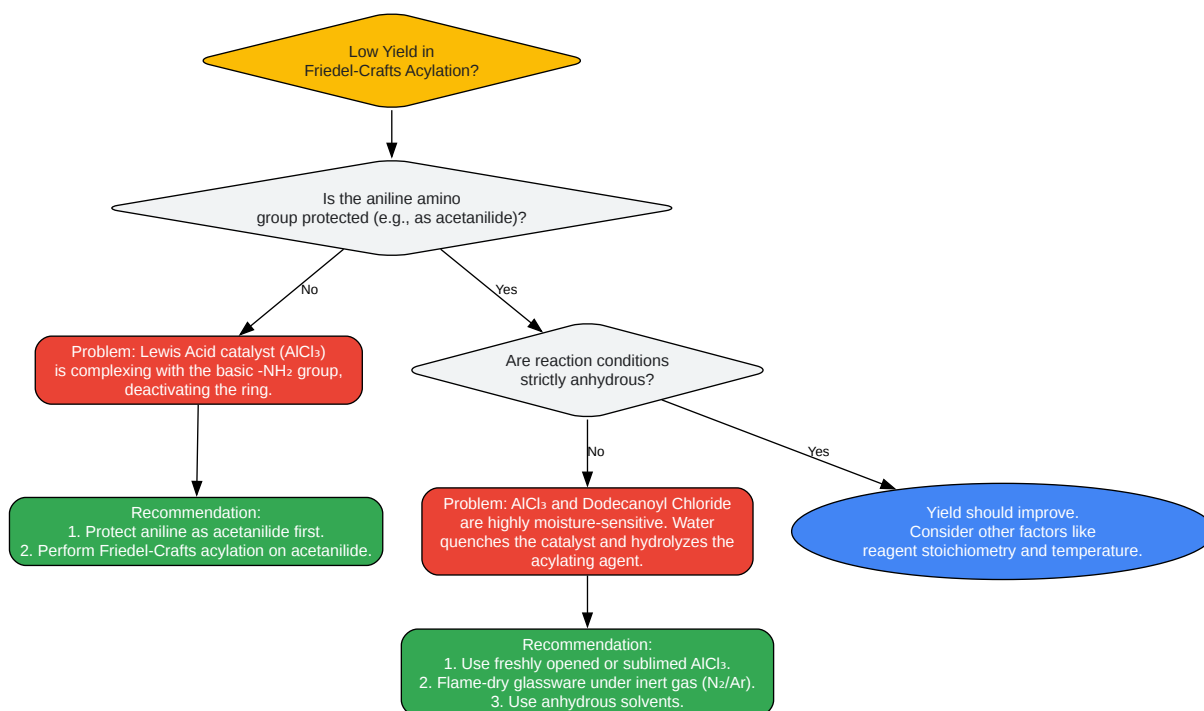 Low Yield in
Friedel-Crafts Acylation?
Is the aniline amino
group protected (e.g., as acetanilide)?
No
Yes
Problem: Lewis Acid catalyst (AlCl₃)
is complexing with the basic -NH₂ group,
deactivating the ring.
Are reaction conditions
strictly anhydrous?
No
Yes
Recommendation:
1. Protect aniline as acetanilide first.
2. Perform Friedel-Crafts acylation on acetanilide.
Problem: AlCl₃ and Dodecanoyl Chloride
are highly moisture-sensitive. Water
quenches the catalyst and hydrolyzes the
acylating agent.
Yield should improve.
Consider other factors like
reagent stoichiometry and temperature.
Recommendation:
1. Use freshly opened or sublimed AlCl₃.
2. Flame-dry glassware under inert gas (N₂/Ar).
3. Use anhydrous solvents.